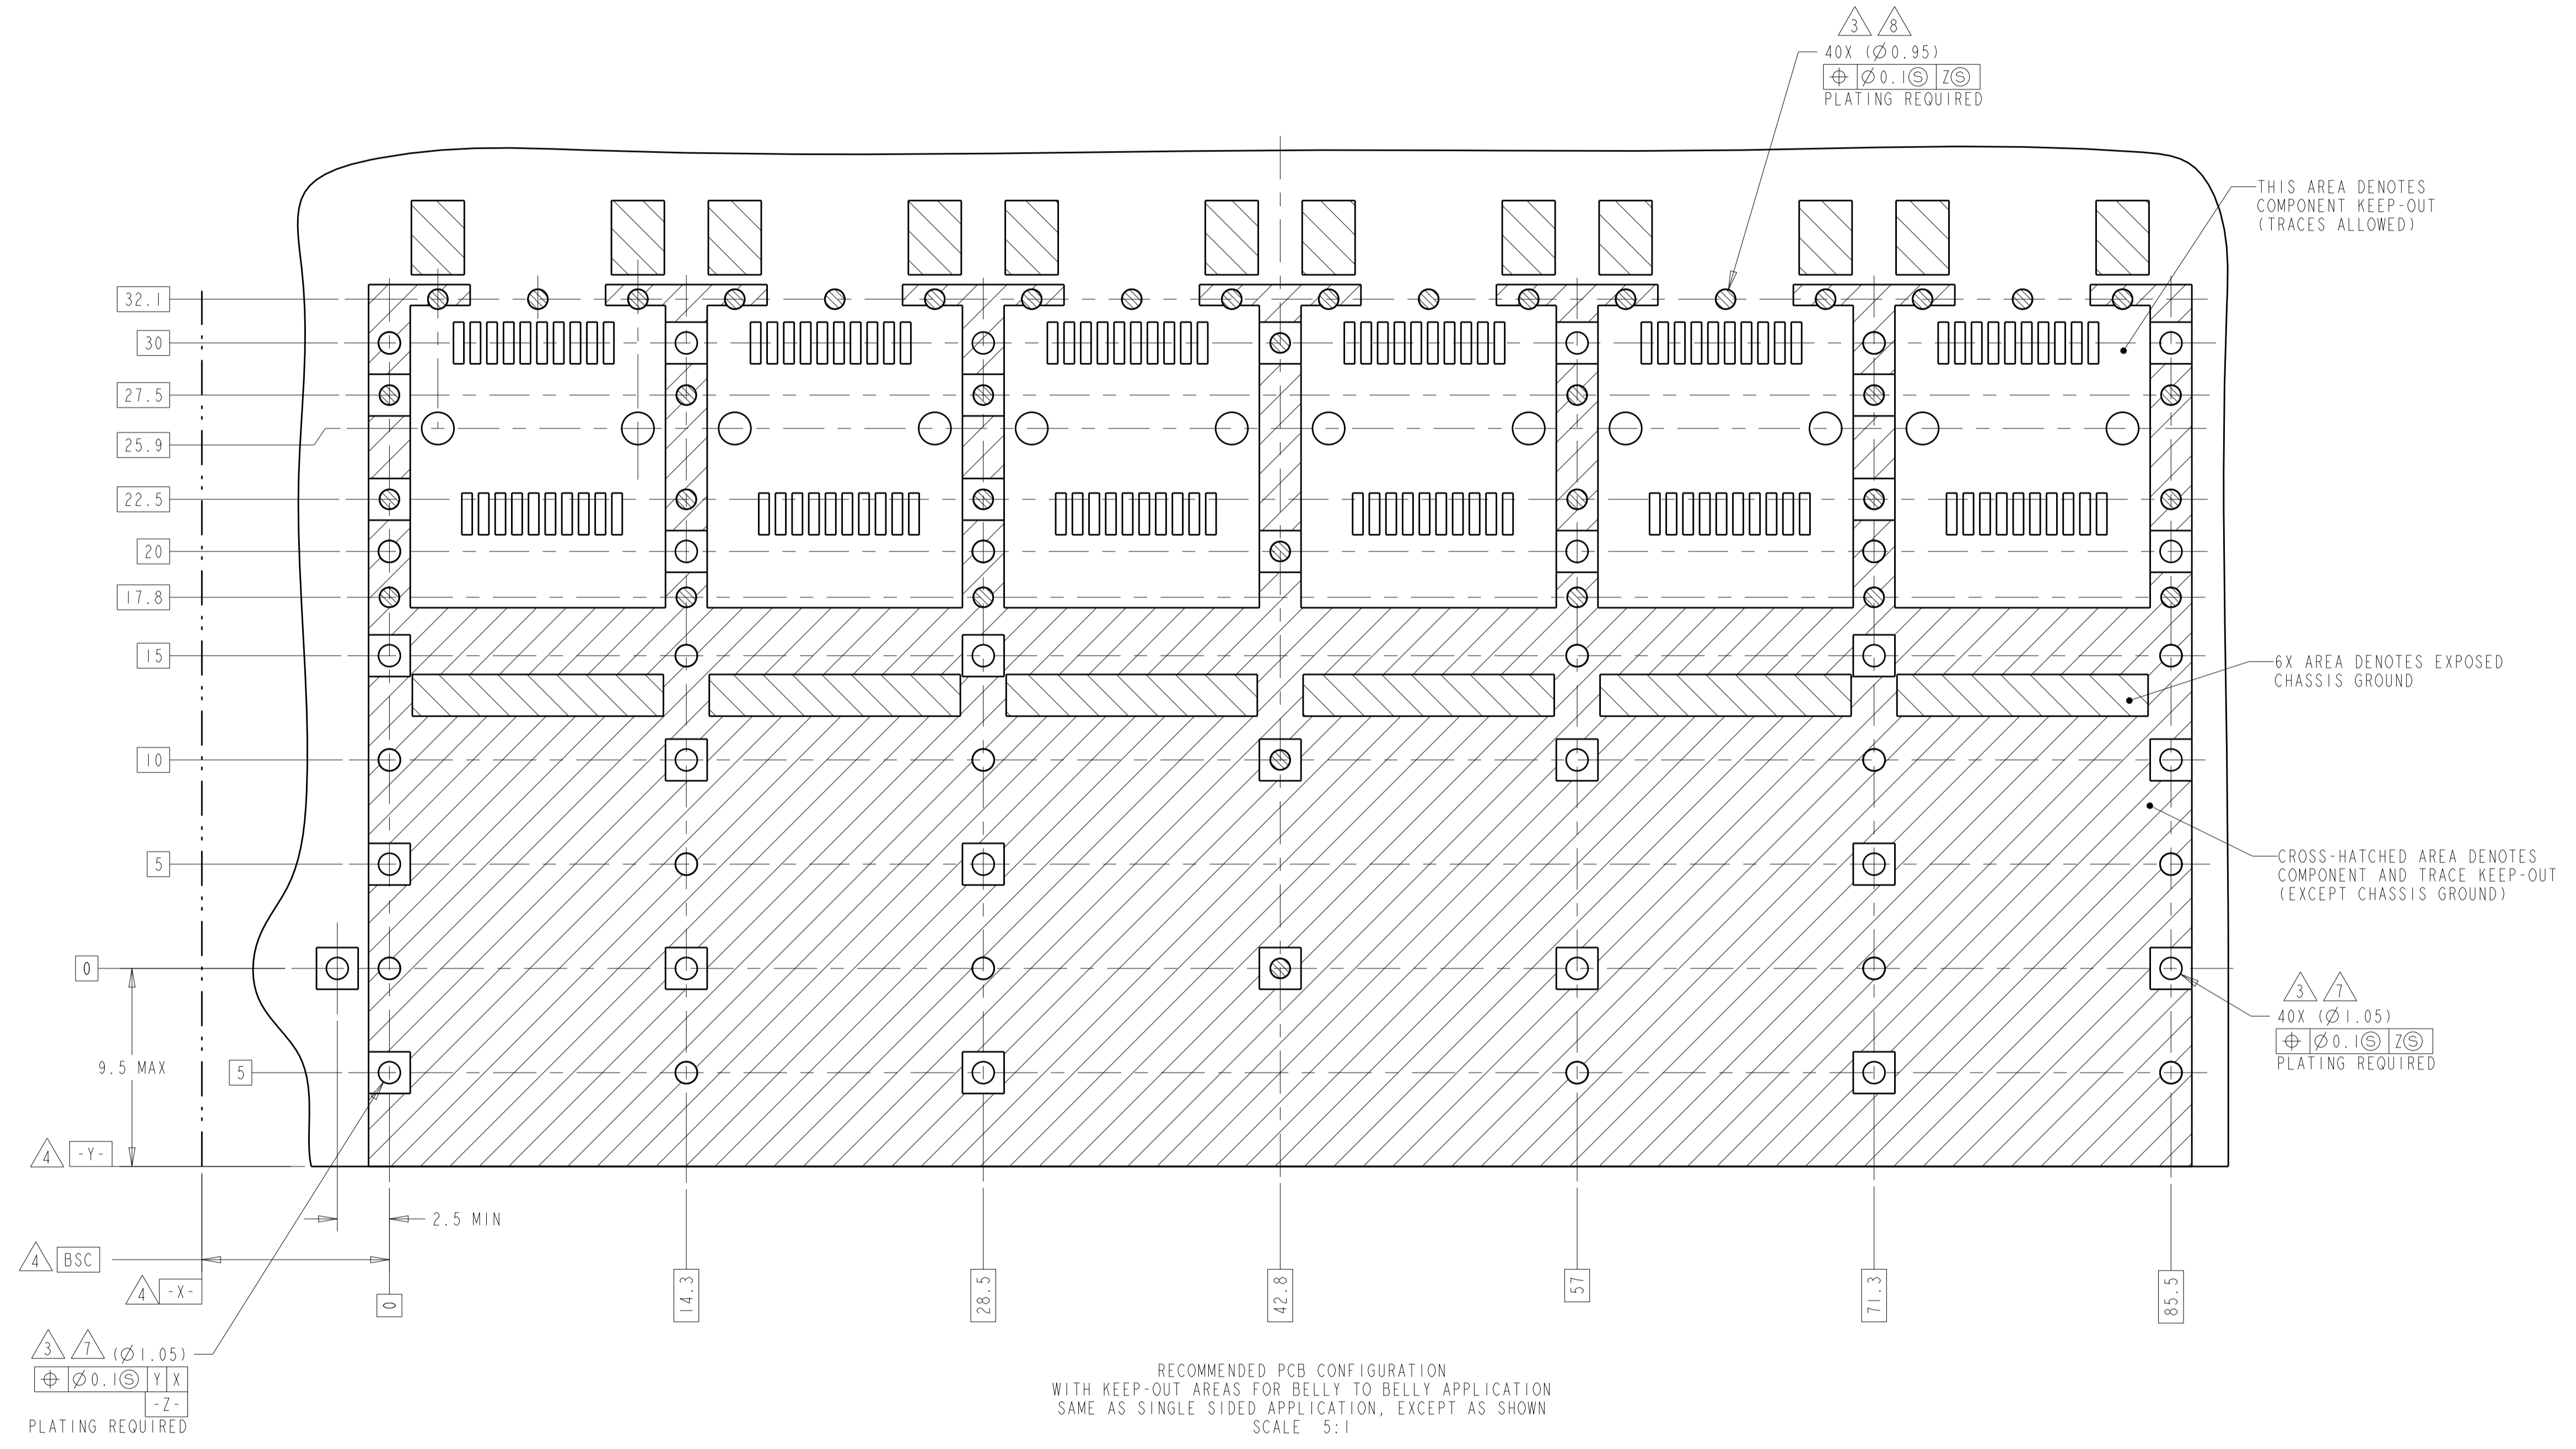 3 8
40X (Ø0.95)
⌖ Ø0.1Ⓢ ZⓈ
PLATING REQUIRED
THIS AREA DENOTES
COMPONENT KEEP-OUT
(TRACES ALLOWED)
32.1
30
27.5
25.9
22.5
20
17.8
15
10
5
0
5
6X AREA DENOTES EXPOSED
CHASSIS GROUND
CROSS-HATCHED AREA DENOTES
COMPONENT AND TRACE KEEP-OUT
(EXCEPT CHASSIS GROUND)
3 7
40X (Ø1.05)
⌖ Ø0.1Ⓢ ZⓈ
PLATING REQUIRED
9.5 MAX
4 -Y-
2.5 MIN
4 BSC
4 -X-
0
14.3
28.5
42.8
57
71.3
85.5
3 7 (Ø1.05)
⌖ Ø0.1Ⓢ Y X
-Z-
PLATING REQUIRED
RECOMMENDED PCB CONFIGURATION
WITH KEEP-OUT AREAS FOR BELLY TO BELLY APPLICATION
SAME AS SINGLE SIDED APPLICATION, EXCEPT AS SHOWN
SCALE 5:1